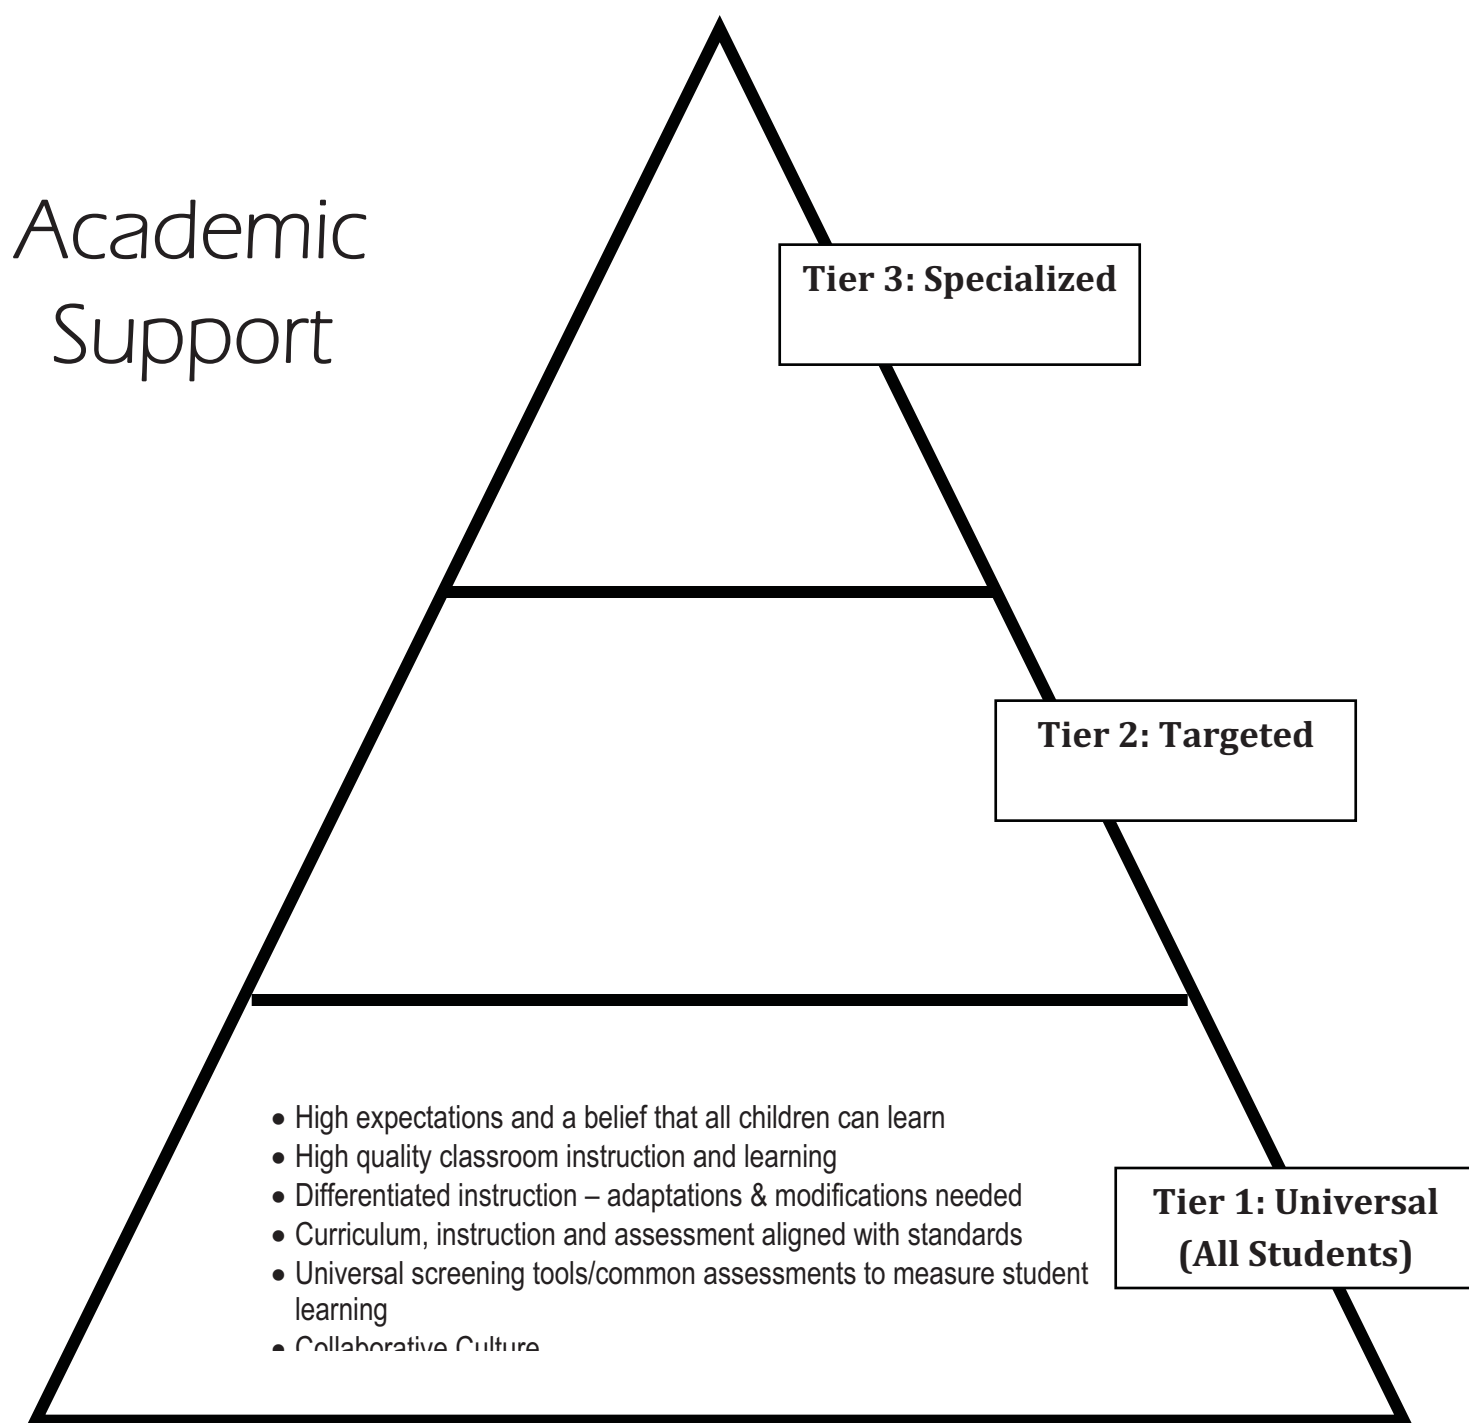 Academic
Support
Tier 3: Specialized
Tier 2: Targeted
• High expectations and a belief that all children can learn
• High quality classroom instruction and learning
• Differentiated instruction – adaptations & modifications needed
• Curriculum, instruction and assessment aligned with standards
• Universal screening tools/common assessments to measure student
learning
• Collaborative Culture
Tier 1: Universal
(All Students)